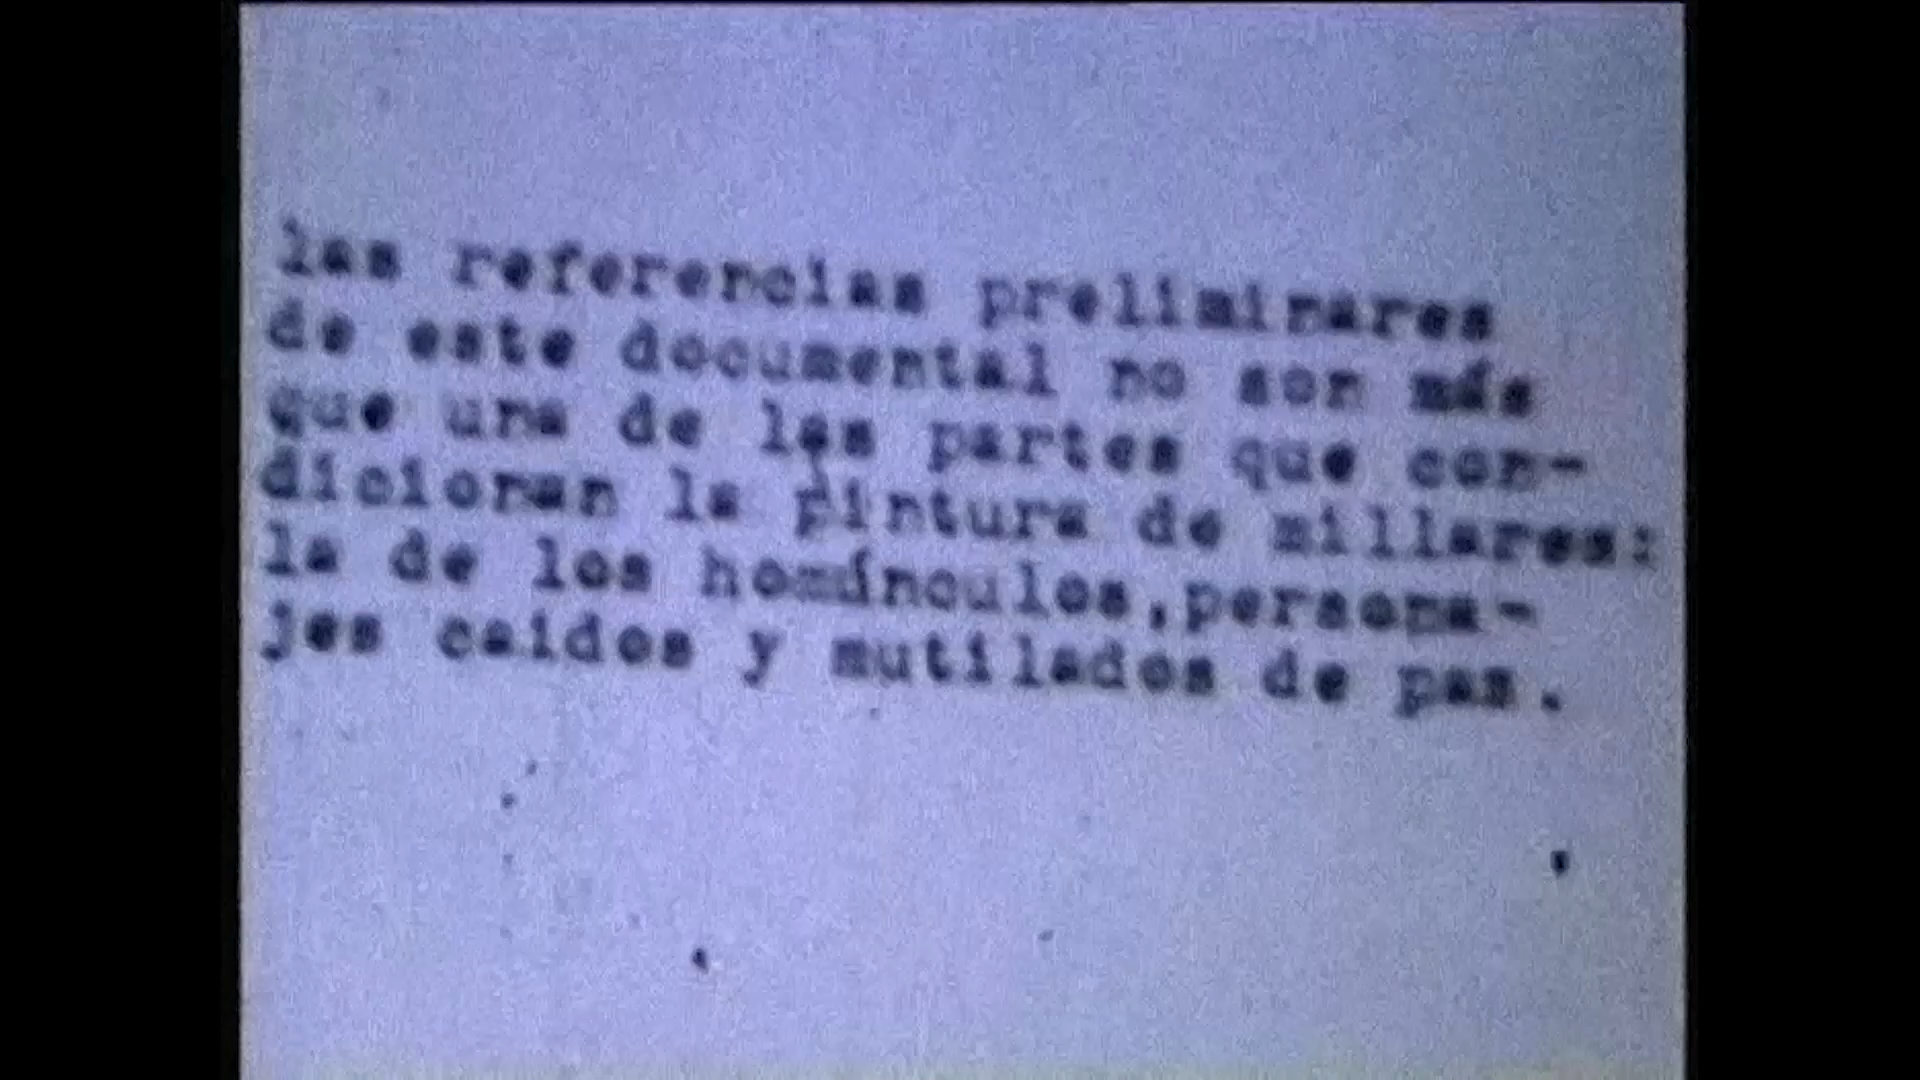 las referencias preliminares
de este documental no son más
que una de las partes que con-
dicionan la pintura de millares:
la de los homúnculos,persona-
jes caidos y mutilados de paz.